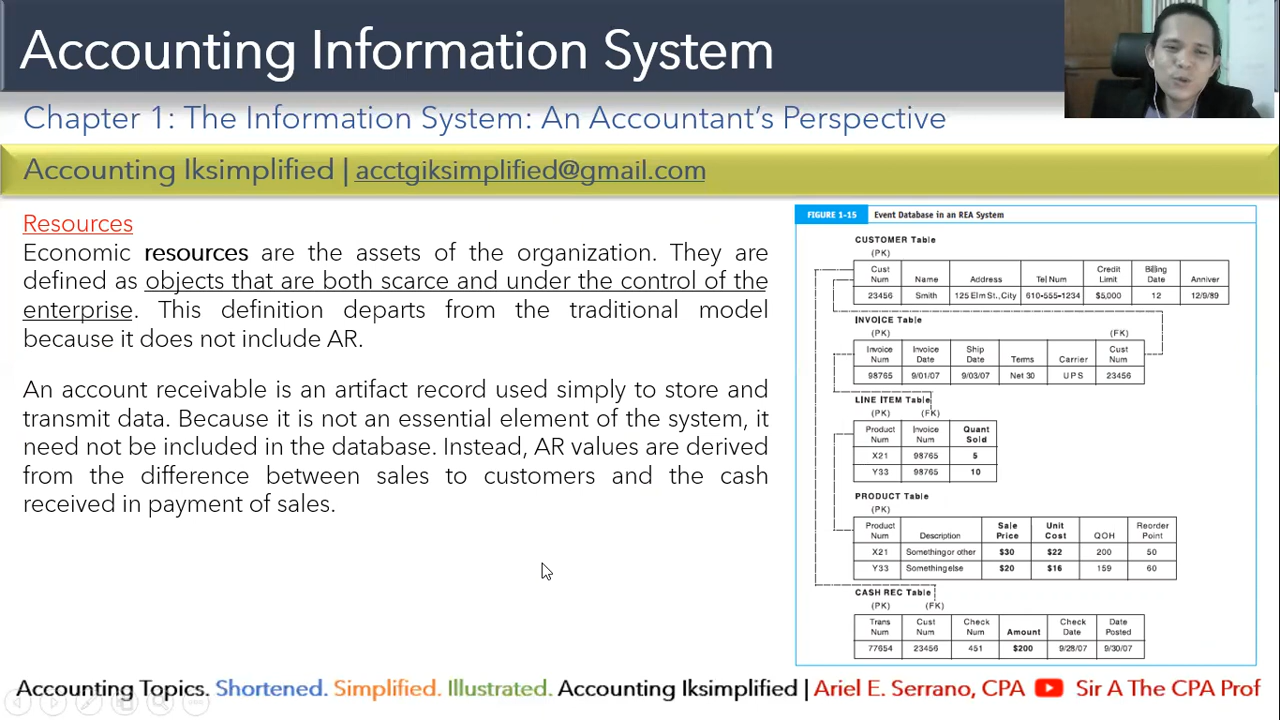 Accounting Information System
Chapter 1: The Information System: An Accountant's Perspective
Accounting Iksimplified | acctgiksimplified@gmail.com
Resources
Economic resources are the assets of the organization. They are
defined as objects that are both scarce and under the control of the
enterprise. This definition departs from the traditional model
because it does not include AR.
An account receivable is an artifact record used simply to store and
transmit data. Because it is not an essential element of the system, it
need not be included in the database. Instead, AR values are derived
from the difference between sales to customers and the cash
received in payment of sales.
FIGURE 1-15 Event Database in an REA System
CUSTOMER Table
(PK)
Cust Num Name Address Tel Num Credit Limit Billing Date Anniver
23456 Smith 125 Elm St., City 610-555-1234 $5,000 12 12/9/89
INVOICE Table
(PK) (FK)
Invoice Num Invoice Date Ship Date Terms Carrier Cust Num
98765 9/01/07 9/03/07 Net 30 UPS 23456
LINE ITEM Table
(PK) (FK)
Product Num Invoice Num Quant Sold
X21 98765 5
Y33 98765 10
PRODUCT Table
(PK)
Product Num Description Sale Price Unit Cost QOH Reorder Point
X21 Something or other $30 $22 200 50
Y33 Something else $20 $16 159 60
CASH REC Table
(PK) (FK)
Trans Num Cust Num Check Num Amount Check Date Date Posted
77654 23456 451 $200 9/28/07 9/30/07
Accounting Topics. Shortened. Simplified. Illustrated. Accounting Iksimplified | Ariel E. Serrano, CPA Sir A The CPA Prof